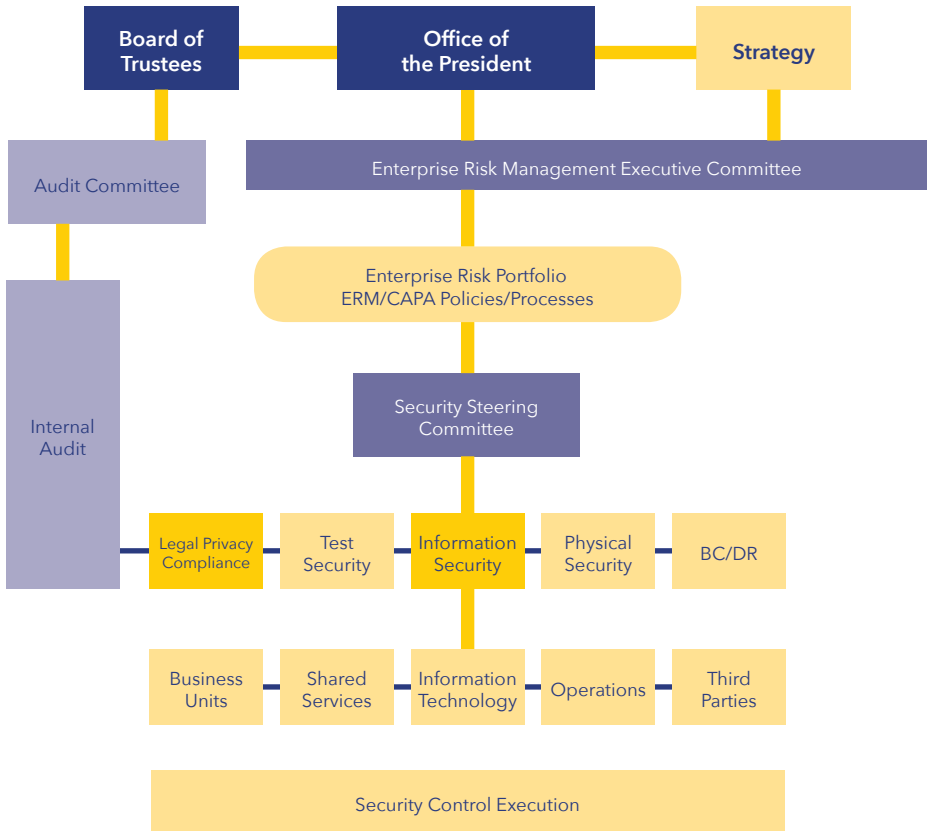 Board of
Trustees
Office of
the President
Strategy
Audit Committee
Enterprise Risk Management Executive Committee
Enterprise Risk Portfolio
ERM/CAPA Policies/Processes
Internal
Audit
Security Steering
Committee
Legal Privacy
Compliance
Test
Security
Information
Security
Physical
Security
BC/DR
Business
Units
Shared
Services
Information
Technology
Operations
Third
Parties
Security Control Execution